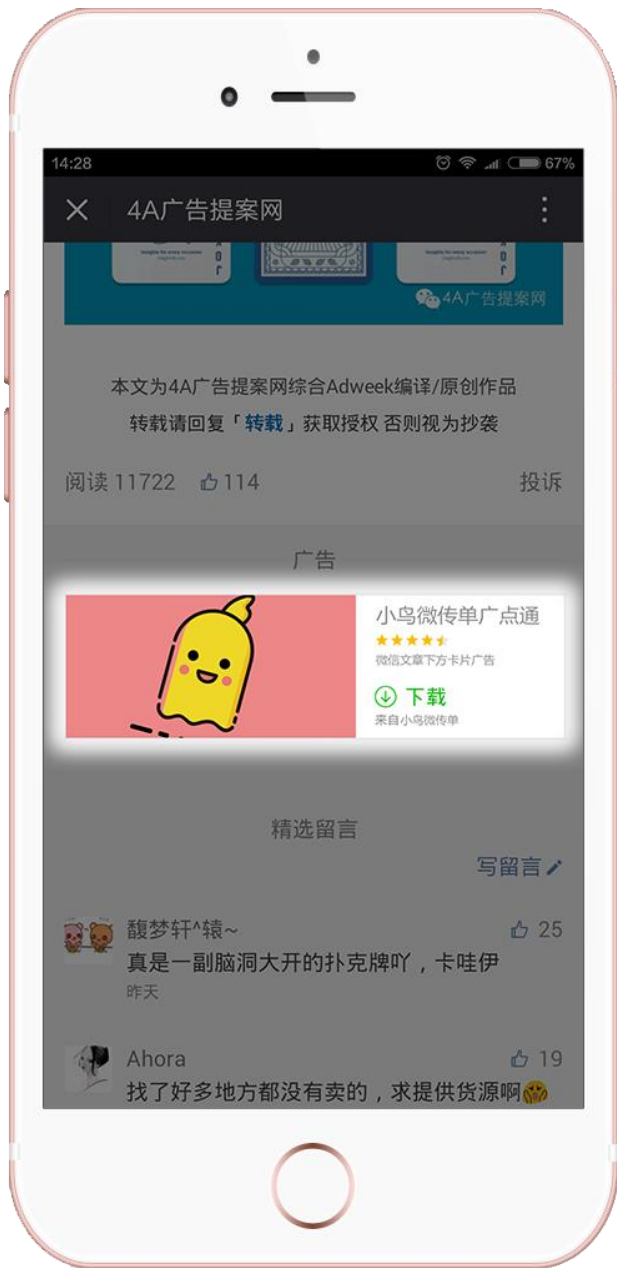 14:28
67%
4A广告提案网
4A广告提案网
本文为4A广告提案网综合Adweek编译/原创作品
转载请回复「转载」获取授权 否则视为抄袭
阅读 11722 114
投诉
广告
小鸟微传单广点通
微信文章下方卡片广告
下载
来自小鸟微传单
精选留言
写留言
馥梦轩^辕~
25
真是一副脑洞大开的扑克牌吖，卡哇伊
昨天
Ahora
19
找了好多地方都没有卖的，求提供货源啊